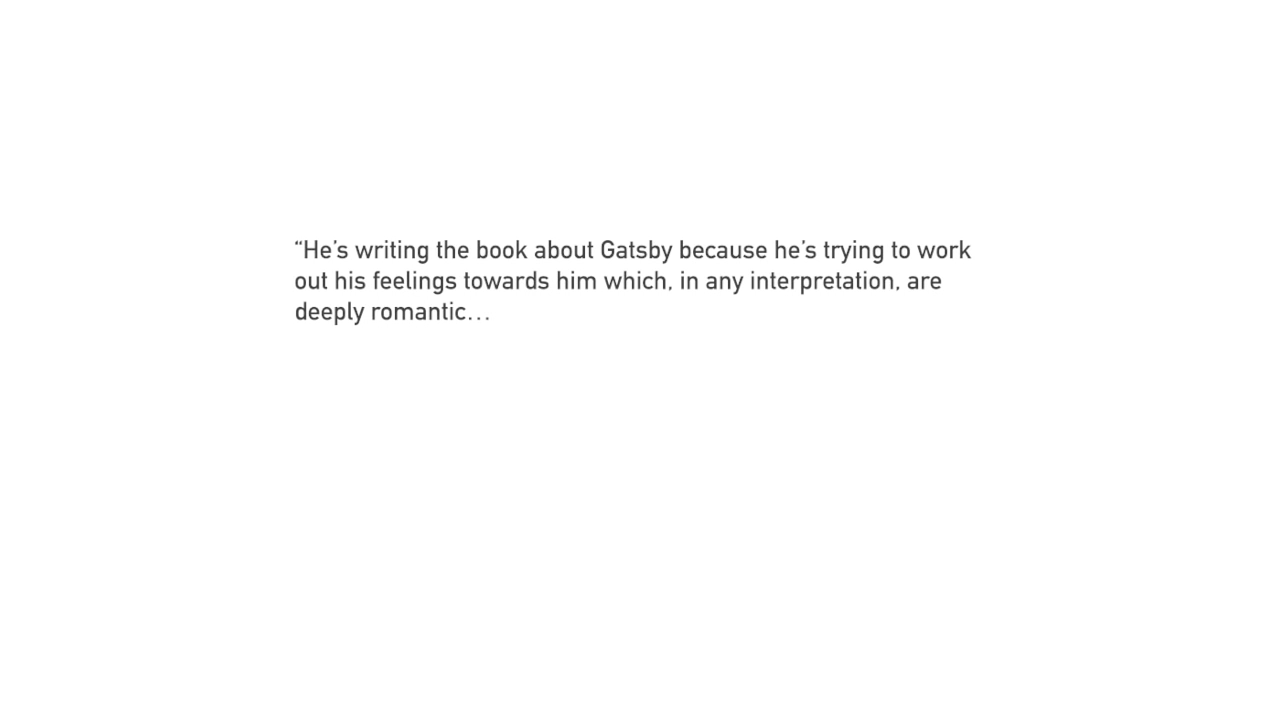 “He’s writing the book about Gatsby because he’s trying to work
out his feelings towards him which, in any interpretation, are
deeply romantic…